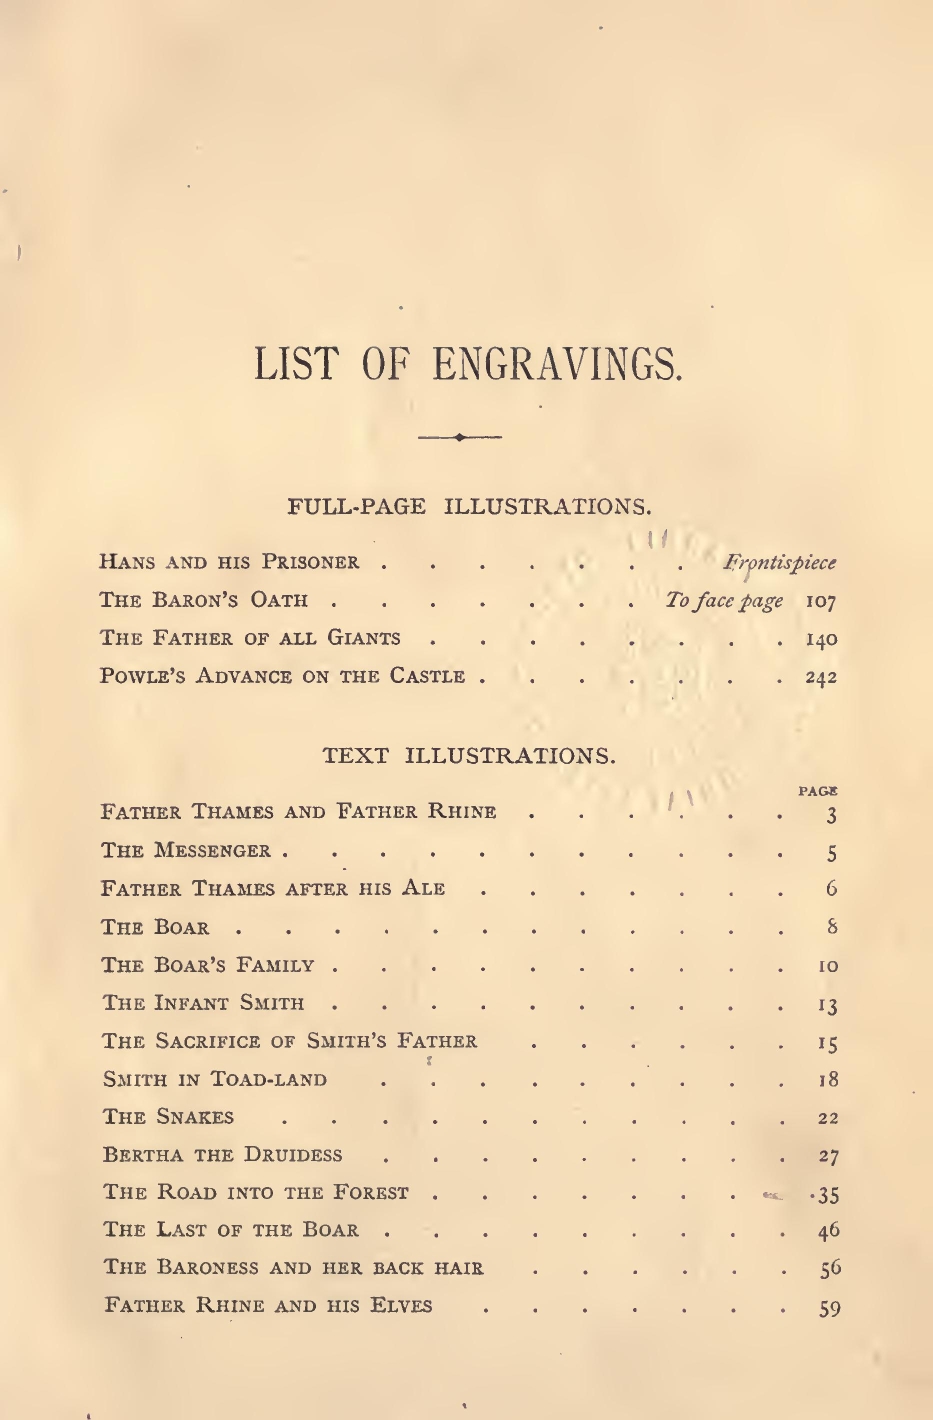 LIST OF ENGRAVINGS.
FULL-PAGE ILLUSTRATIONS.
HANS AND HIS PRISONER . . . . . . . Frontispiece
THE BARON'S OATH . . . . . . . To face page 107
THE FATHER OF ALL GIANTS . . . . . . . . 140
POWLE'S ADVANCE ON THE CASTLE . . . . . . . 242
TEXT ILLUSTRATIONS.
PAGE
FATHER THAMES AND FATHER RHINE . . . . . . 3
THE MESSENGER . . . . . . . . . . . 5
FATHER THAMES AFTER HIS ALE . . . . . . . 6
THE BOAR . . . . . . . . . . . . 8
THE BOAR'S FAMILY . . . . . . . . . . 10
THE INFANT SMITH . . . . . . . . . . 13
THE SACRIFICE OF SMITH'S FATHER . . . . . . 15
SMITH IN TOAD-LAND . . . . . . . . . 18
THE SNAKES . . . . . . . . . . . 22
BERTHA THE DRUIDESS . . . . . . . . . 27
THE ROAD INTO THE FOREST . . . . . . . 35
THE LAST OF THE BOAR . . . . . . . . . 46
THE BARONESS AND HER BACK HAIR . . . . . . 56
FATHER RHINE AND HIS ELVES . . . . . . . 59